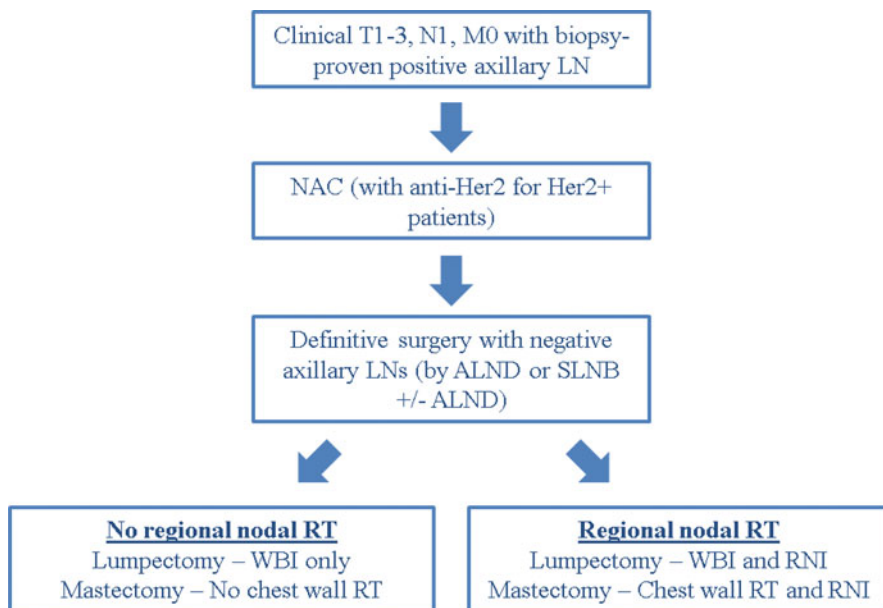 Clinical T1-3, N1, M0 with biopsy-
proven positive axillary LN
NAC (with anti-Her2 for Her2+
patients)
Definitive surgery with negative
axillary LNs (by ALND or SLNB
+/- ALND)
No regional nodal RT
Lumpectomy – WBI only
Mastectomy – No chest wall RT
Regional nodal RT
Lumpectomy – WBI and RNI
Mastectomy – Chest wall RT and RNI